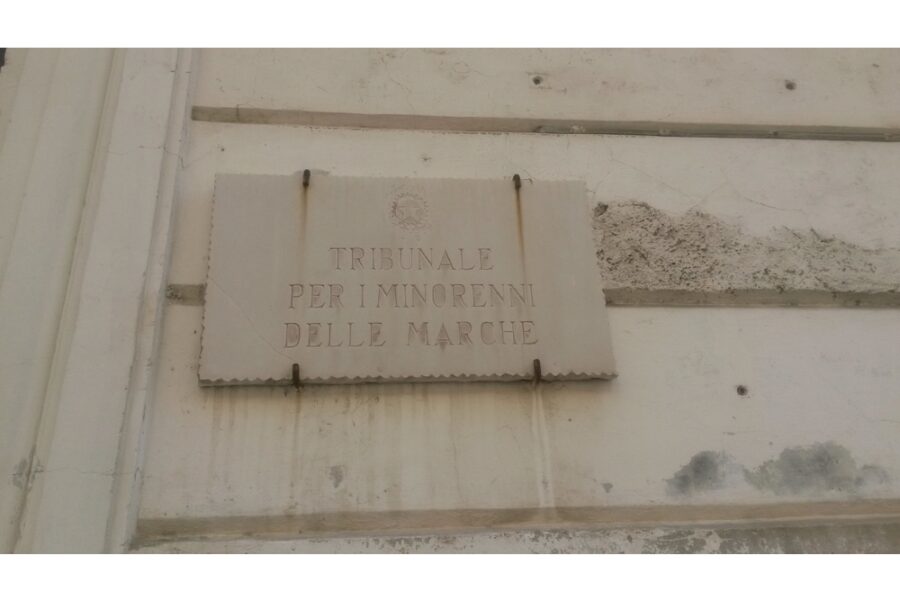 TRIBUNALE
PER I MINORENNI
DELLE MARCHE